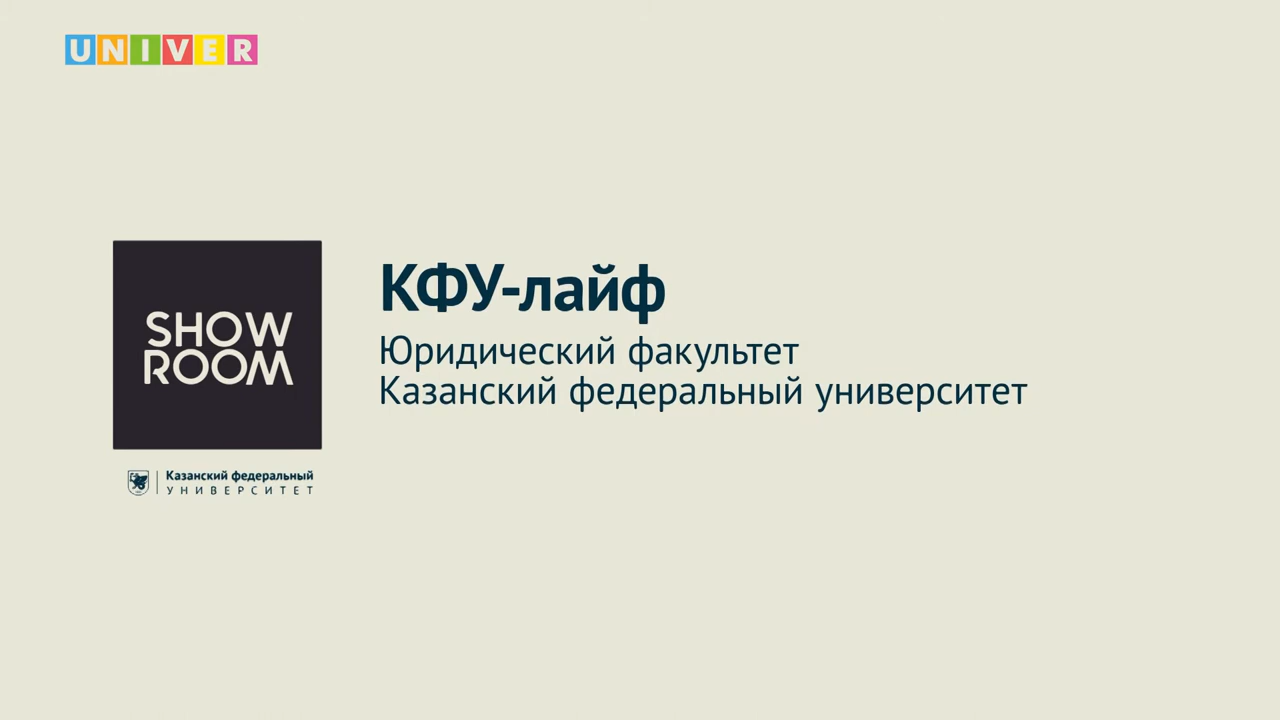 UNIVER
SHOW
ROOM
КФУ-лайф
Юридический факультет
Казанский федеральный университет
Казанский федеральный
УНИВЕРСИТЕТ